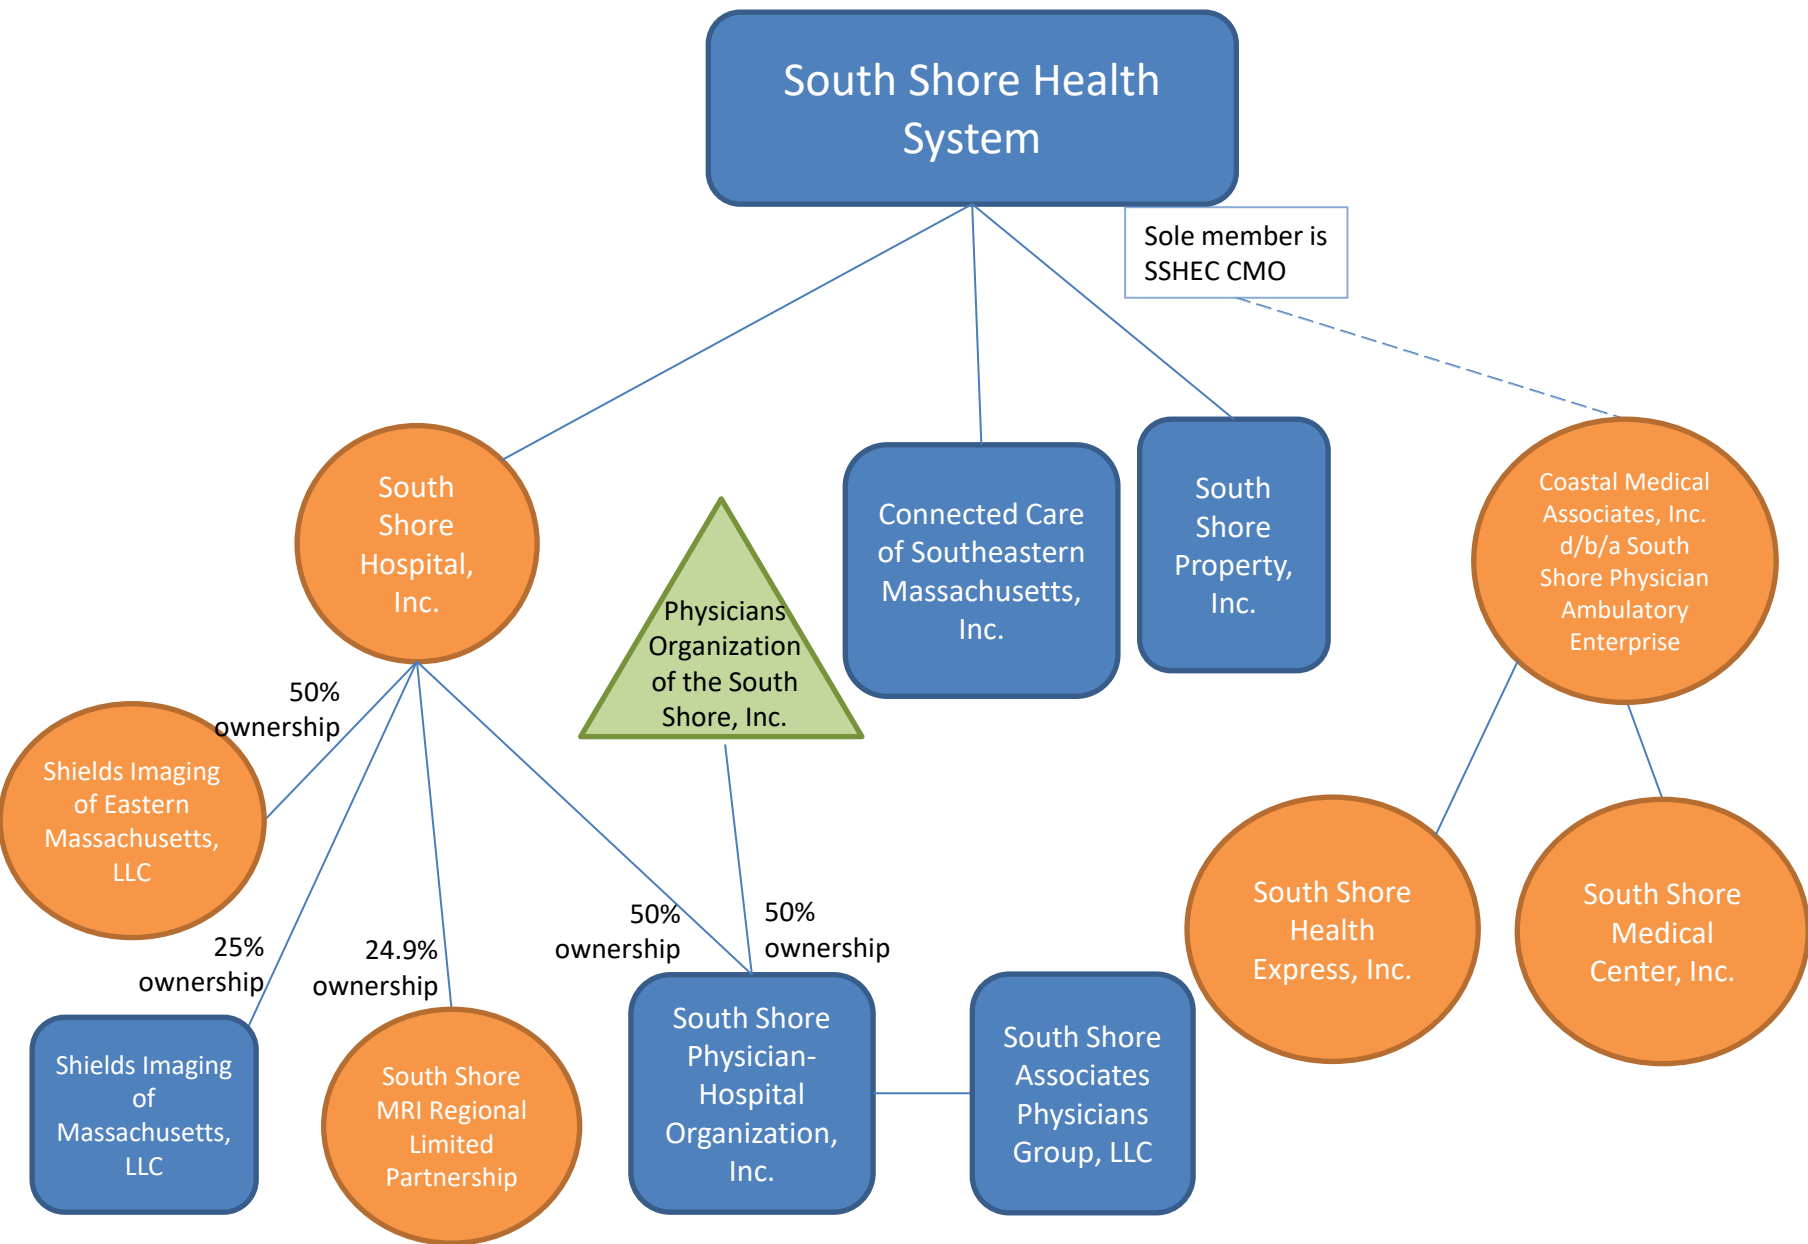 South Shore Health
System
Sole member is
SSHEC CMO
South
Shore
Hospital,
Inc.
Physicians
Organization
of the South
Shore, Inc.
Connected Care
of Southeastern
Massachusetts,
Inc.
South
Shore
Property,
Inc.
Coastal Medical
Associates, Inc.
d/b/a South
Shore Physician
Ambulatory
Enterprise
50%
ownership
Shields Imaging
of Eastern
Massachusetts,
LLC
25%
ownership
24.9%
ownership
50%
ownership
50%
ownership
South Shore
Health
Express, Inc.
South Shore
Medical
Center, Inc.
Shields Imaging
of
Massachusetts,
LLC
South Shore
MRI Regional
Limited
Partnership
South Shore
Physician-
Hospital
Organization,
Inc.
South Shore
Associates
Physicians
Group, LLC